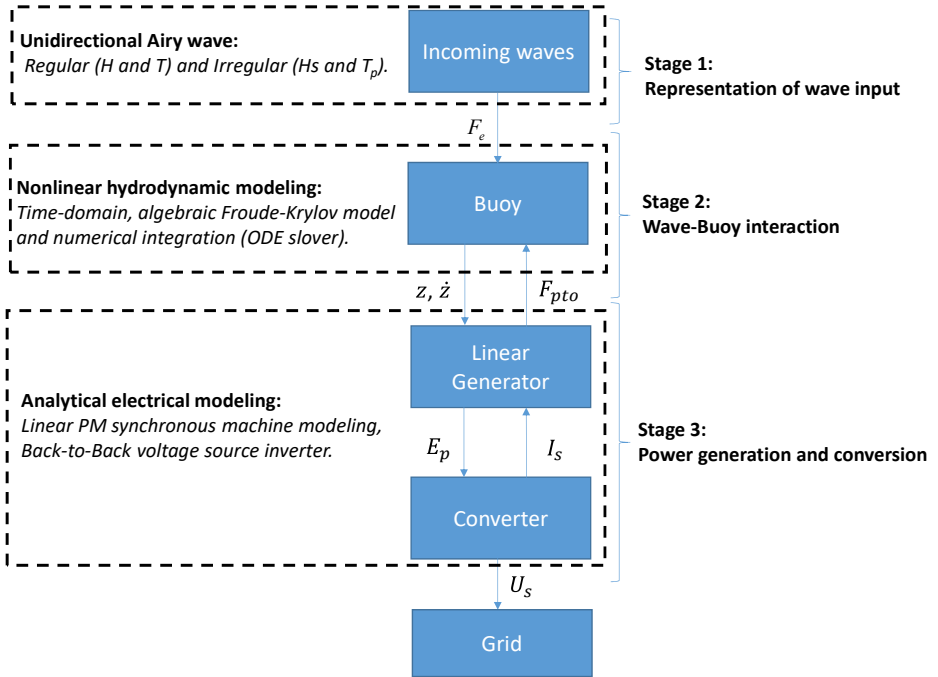 Unidirectional Airy wave:
Regular (H and T) and Irregular (Hs and Tp).
Incoming waves
Stage 1:
Representation of wave input
Fe
Nonlinear hydrodynamic modeling:
Time-domain, algebraic Froude-Krylov model
and numerical integration (ODE slover).
Buoy
Stage 2:
Wave-Buoy interaction
z, ż
Fpto
Linear
Generator
Analytical electrical modeling:
Linear PM synchronous machine modeling,
Back-to-Back voltage source inverter.
Stage 3:
Power generation and conversion
Ep
Is
Converter
Us
Grid